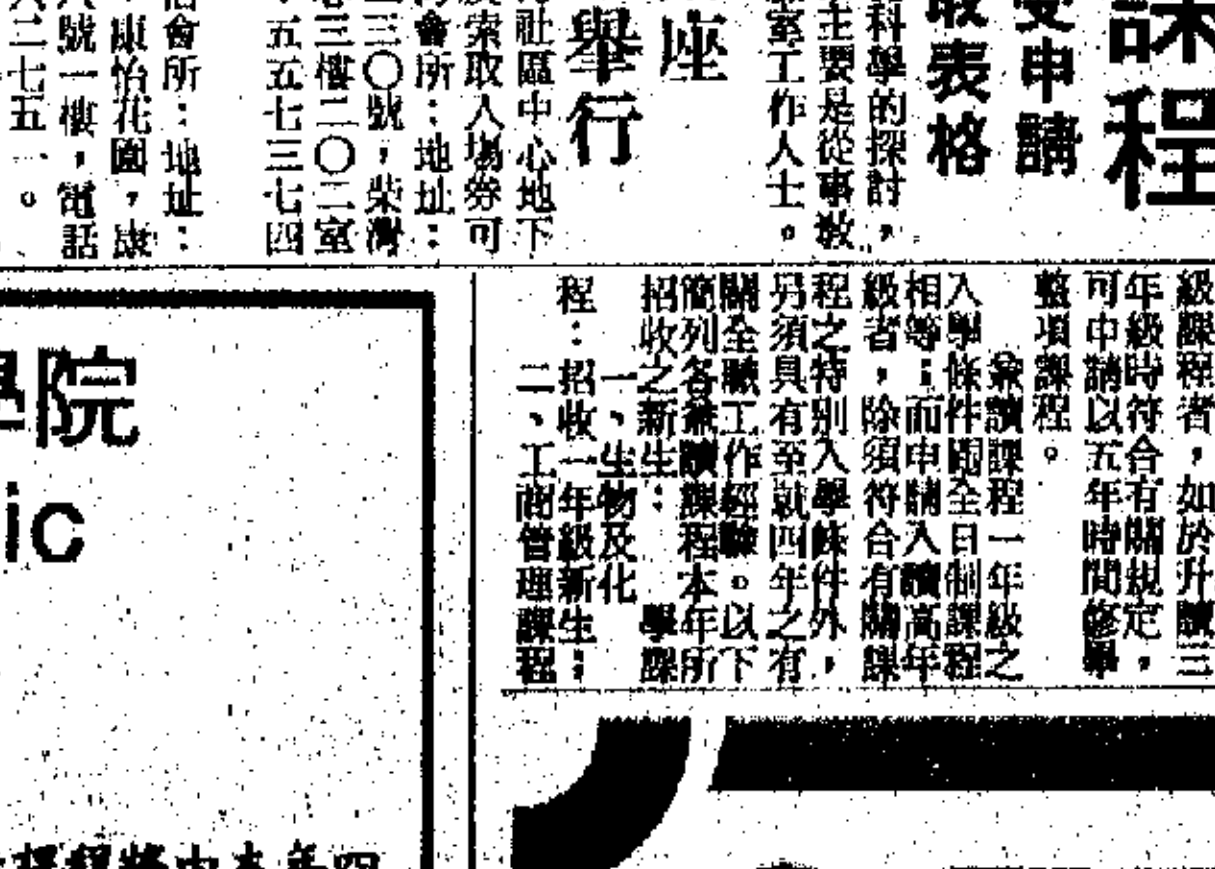 課程
受申請
取表格
科學的探討,
主要是從事教
室工作人士。
座
舉行
社區中心地下
索取入場券可
會所:地址:
三〇號,柴灣
三樓二〇二室
五五七三七四
會所:地址:
康怡花園,康
號一樓,電話
二七五一。
級課程者,如於升讀三
年級時符合有關規定,
可申請以五年時間修畢
整項課程。
兼讀課程一年級之
入學條件與全日制課程
相等;而申請入讀高年
級者,除須符合有關課
程之特別入學條件外,
另須具有至就四年之有
關全職工作經驗。以下
簡列各兼讀課程本年所
招收之新生:
一、生物及化學課
程:招收一年級新生;
二、工商管理課程
學院
ic